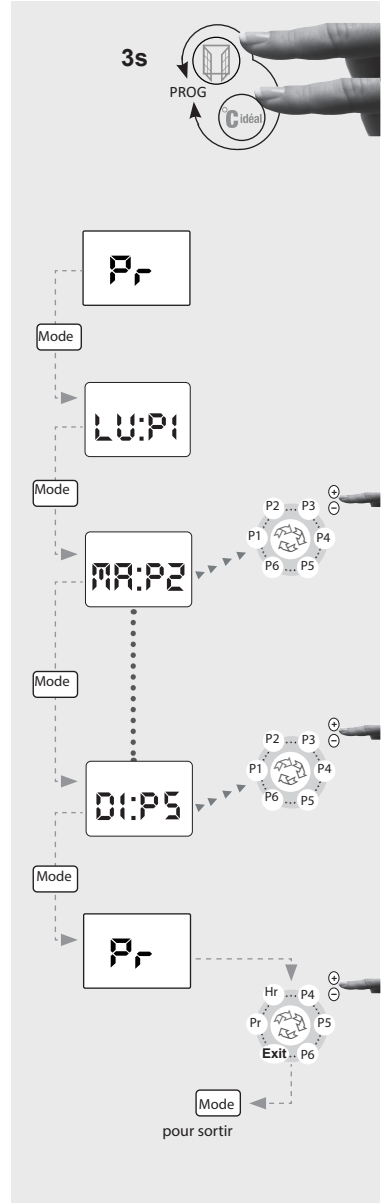 3s
PROG
°C idéal
Pr
Mode
LU:P1
Mode
P2 ... P3
+
-
P1
P4
MA:P2
P6 ... P5
Mode
P2 ... P3
+
-
P1
P4
DI:P5
P6 ... P5
Mode
Pr
Hr ... P4
+
-
Pr
P5
Exit ... P6
Mode
pour sortir